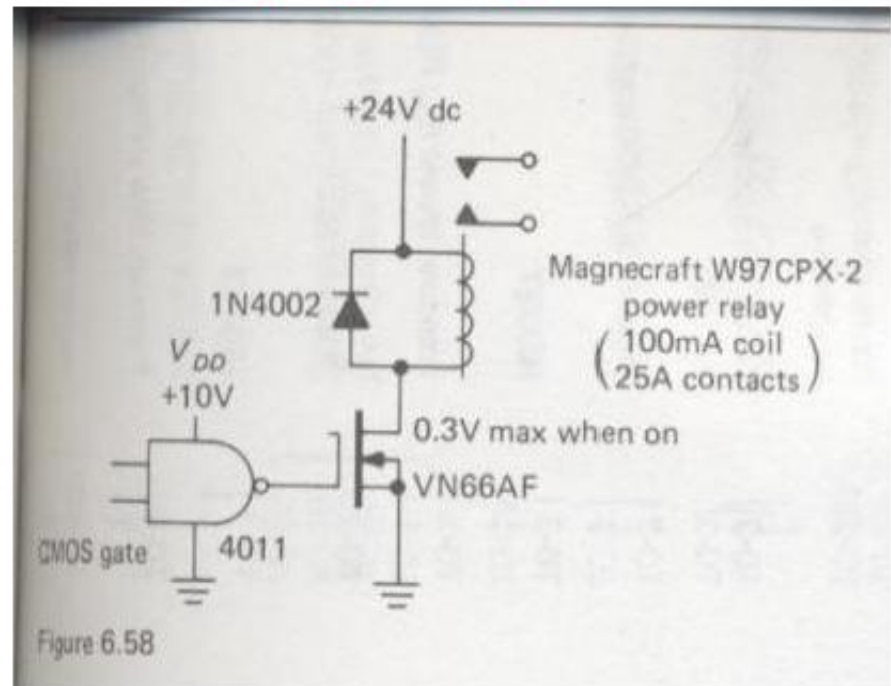 +24V dc
1N4002
Magnecraft W97CPX-2
power relay
(100mA coil
25A contacts)
V_DD
+10V
0.3V max when on
VN66AF
CMOS gate
4011
Figure 6.58